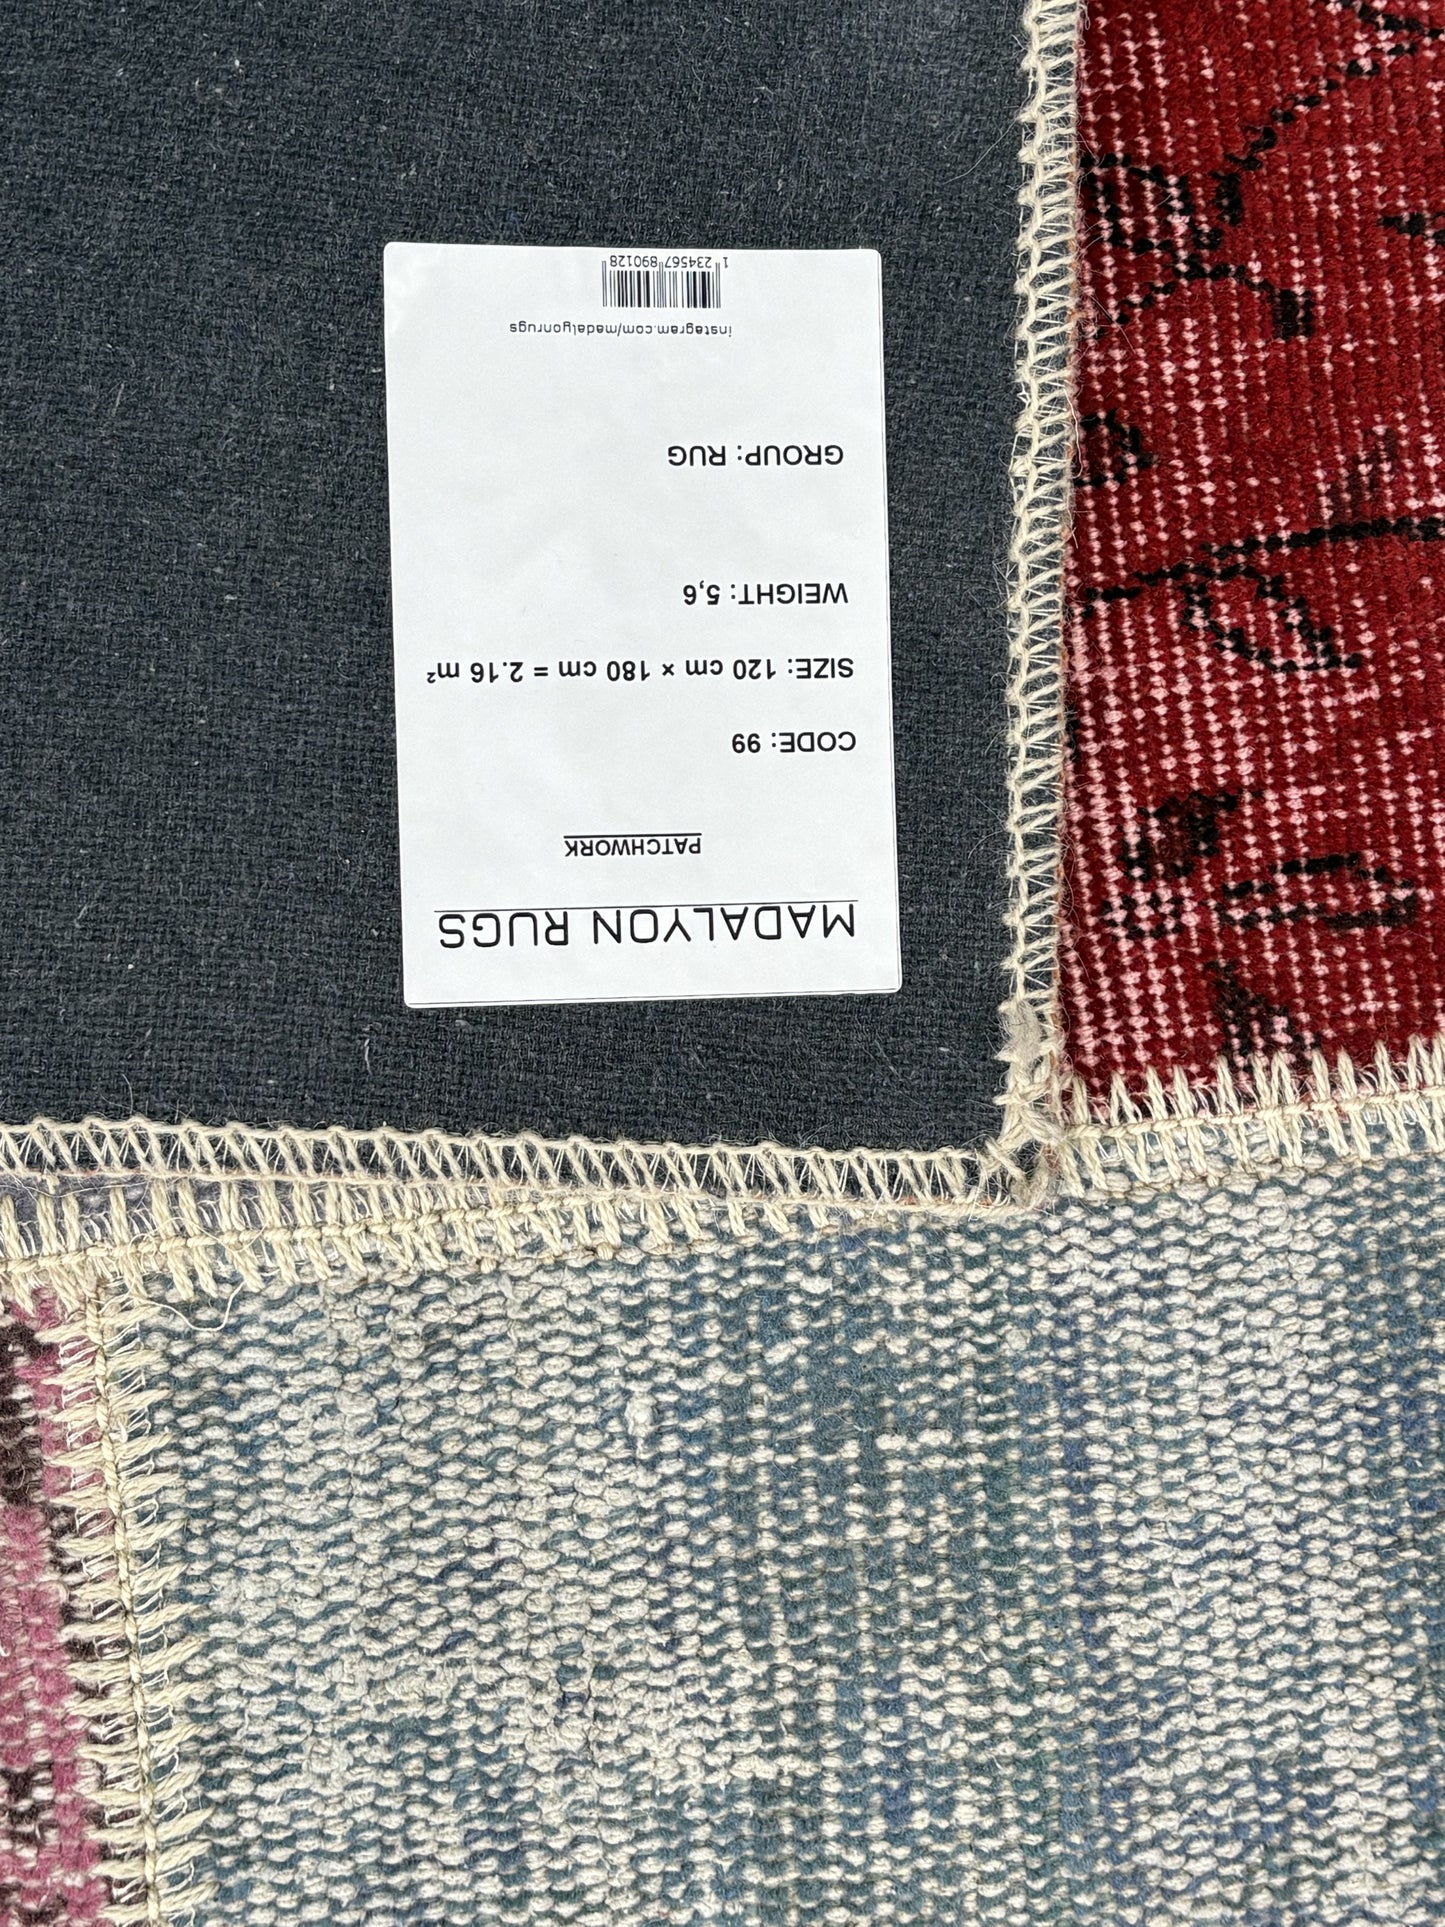 MADALYON RUGS
PATCHWORK
CODE: 99
SIZE: 120 cm × 180 cm = 2.16 m²
WEIGHT: 5,6
GROUP: RUG
instagram.com/madalyonrugs
1 234567 890128